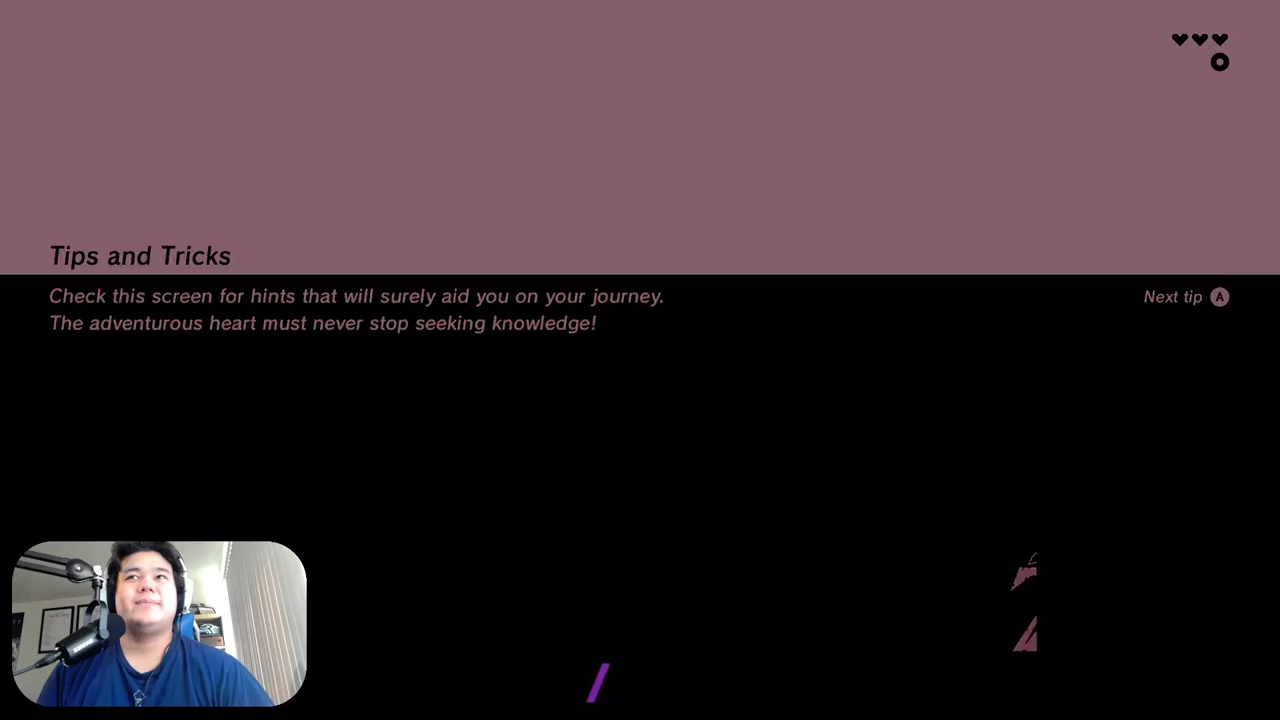 Tips and Tricks
Check this screen for hints that will surely aid you on your journey.
The adventurous heart must never stop seeking knowledge!
Next tip A